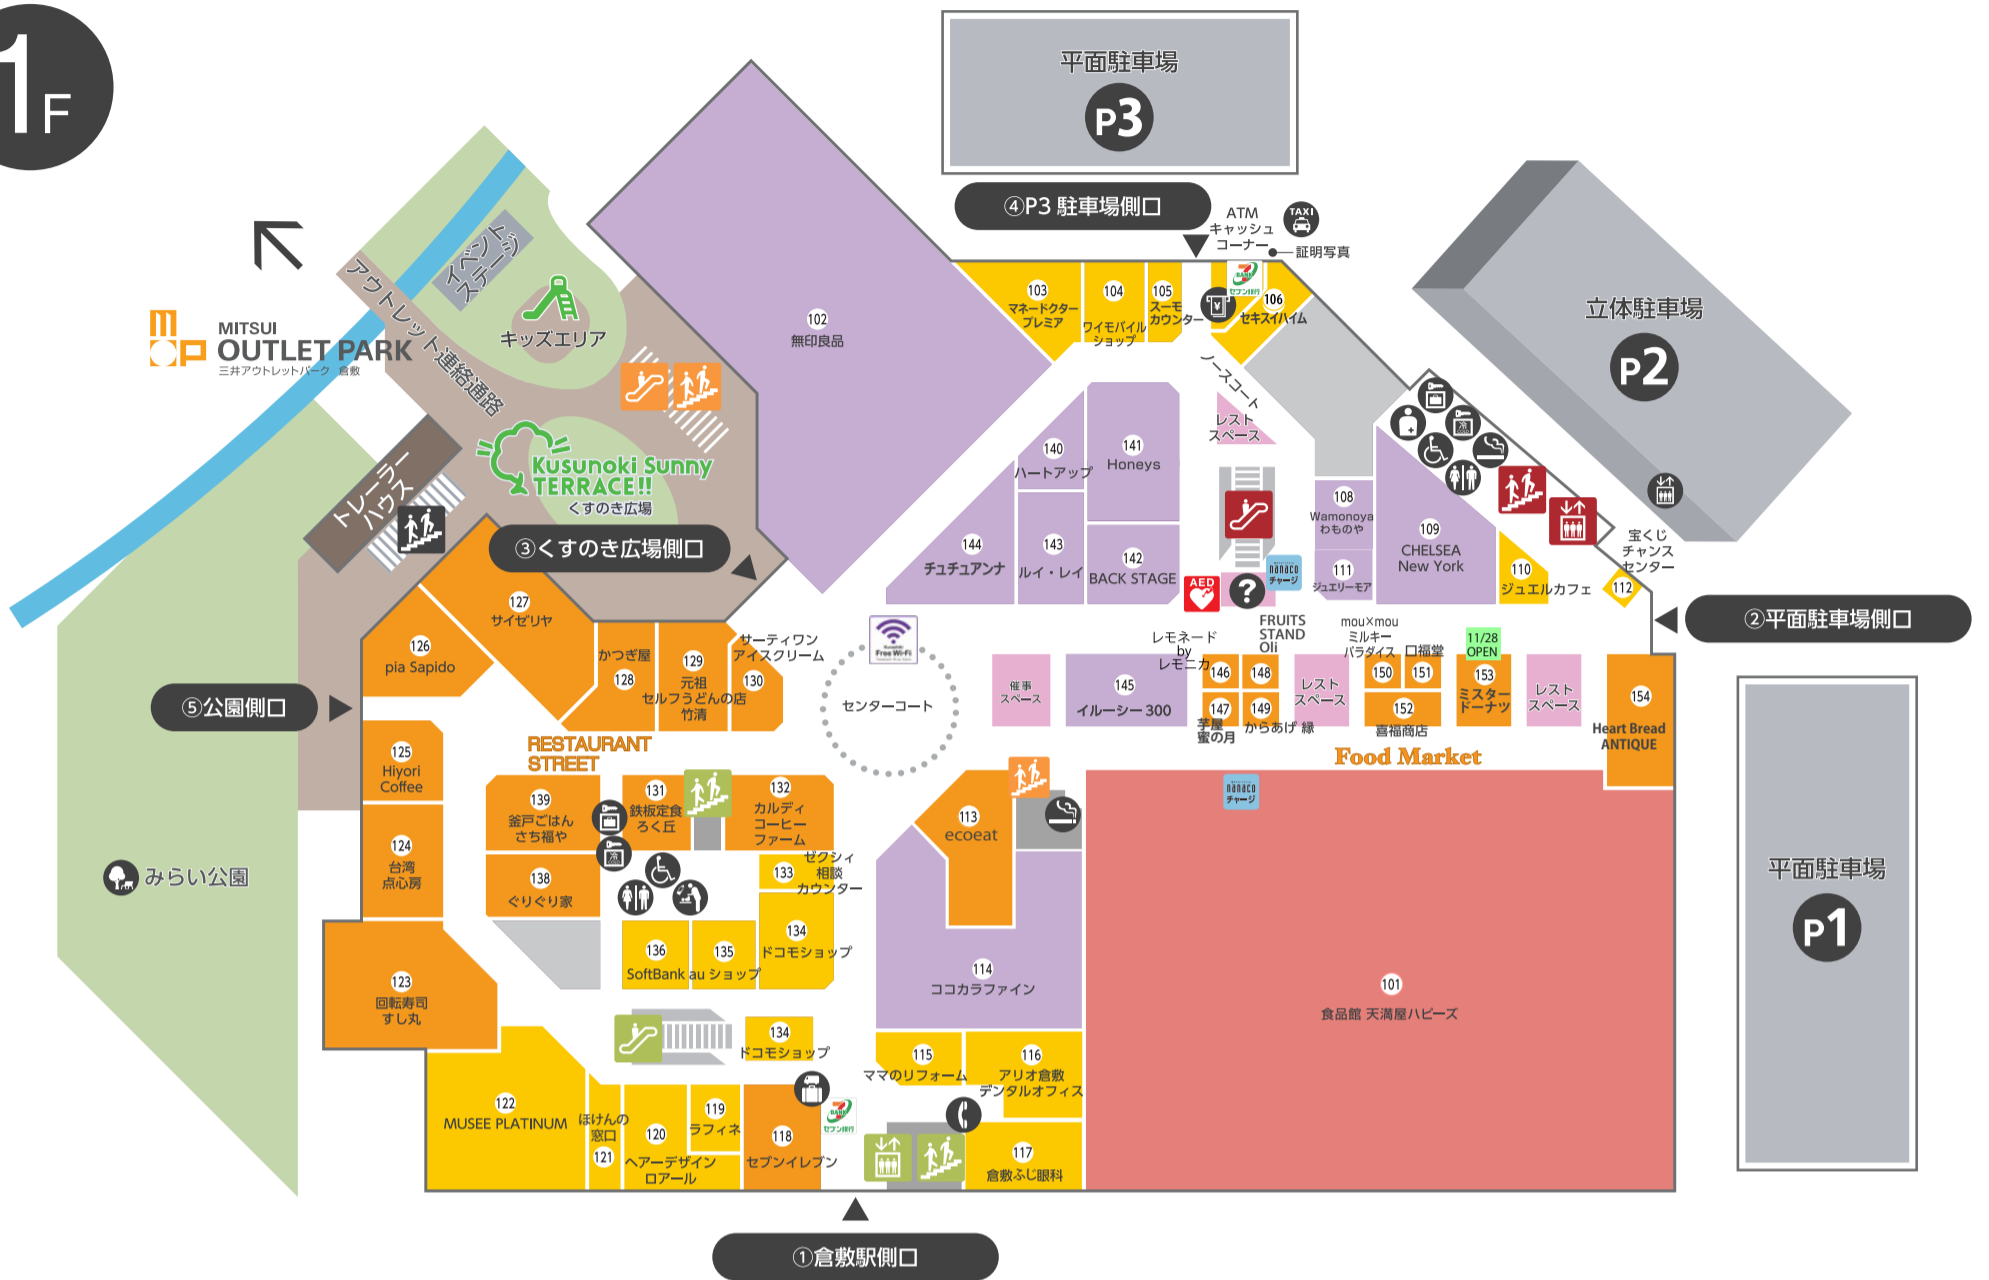 1F
平面駐車場
P3
④P3 駐車場側口
ATM
キャッシュ
コーナー
TAXI
証明写真
7
BANK
セブン銀行
立体駐車場
P2
MITSUI
OUTLET PARK
三井アウトレットパーク 倉敷
アウトレット連絡通路
イベント
ステージ
キッズエリア
Kusunoki Sunny
TERRACE!!
くすのき広場
トレーラー
ハウス
③くすのき広場側口
102
無印良品
103
マネードクター
プレミア
104
ワイモバイル
ショップ
105
スーモ
カウンター
106
セキスイハイム
ノースコート
レスト
スペース
140
ハートアップ
141
Honeys
142
BACK STAGE
143
ルイ・レイ
144
チュチュアンナ
108
Wamonoya
わものや
109
CHELSEA
New York
110
ジュエルカフェ
111
ジュエリーモア
宝くじ
チャンス
センター
112
②平面駐車場側口
AED
?
nanaco
チャージ
Free Wi-Fi
センターコート
催事
スペース
145
イルーシー300
レモネード
by
レモニカ
146
147
芋屋
蜜の月
FRUITS
STAND
Oli
148
149
からあげ 縁
レスト
スペース
mou×mou
ミルキー
パラダイス
150
口福堂
151
152
喜福商店
11/28
OPEN
153
ミスター
ドーナツ
レスト
スペース
154
Heart Bread
ANTIQUE
Food Market
nanaco
チャージ
101
食品館 天満屋ハピーズ
平面駐車場
P1
127
サイゼリヤ
126
pia Sapido
かつぎ屋
128
129
元祖
セルフうどんの店
竹清
サーティワン
アイスクリーム
130
⑤公園側口
RESTAURANT
STREET
125
Hiyori
Coffee
124
台湾
点心房
123
回転寿司
すし丸
139
釜戸ごはん
さち福や
138
ぐりぐり家
131
鉄板定食
ろく丘
132
カルディ
コーヒー
ファーム
133
ゼクシィ
相談
カウンター
134
ドコモショップ
135
au ショップ
136
SoftBank
134
ドコモショップ
113
ecoeat
114
ココカラファイン
115
ママのリフォーム
116
アリオ倉敷
デンタルオフィス
117
倉敷ふじ眼科
118
セブンイレブン
7
BANK
セブン銀行
119
ラフィネ
120
ヘアーデザイン
ロアール
ほけんの
窓口
121
122
MUSEE PLATINUM
みらい公園
①倉敷駅側口